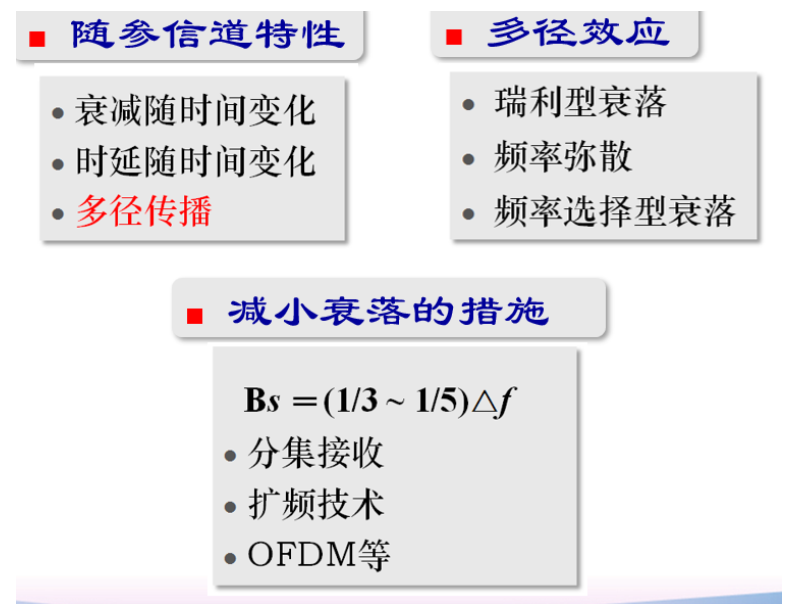 随参信道特性
衰减随时间变化
时延随时间变化
多径传播
多径效应
瑞利型衰落
频率弥散
频率选择型衰落
减小衰落的措施
Bs =(1/3 ~ 1/5)△f
分集接收
扩频技术
OFDM等